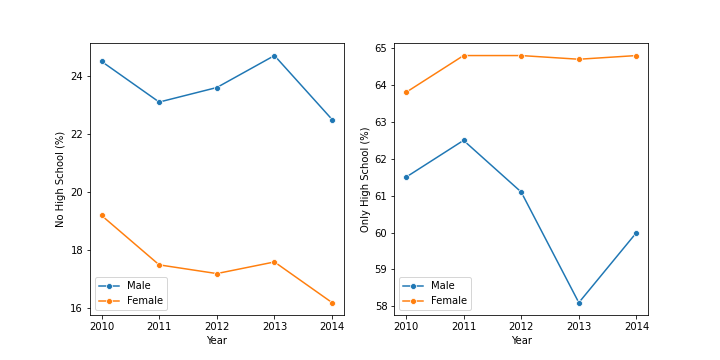 No High School (%)
24
22
20
18
16
2010 2011 2012 2013 2014
Year
Male
Female
Only High School (%)
65
64
63
62
61
60
59
58
2010 2011 2012 2013 2014
Year
Male
Female